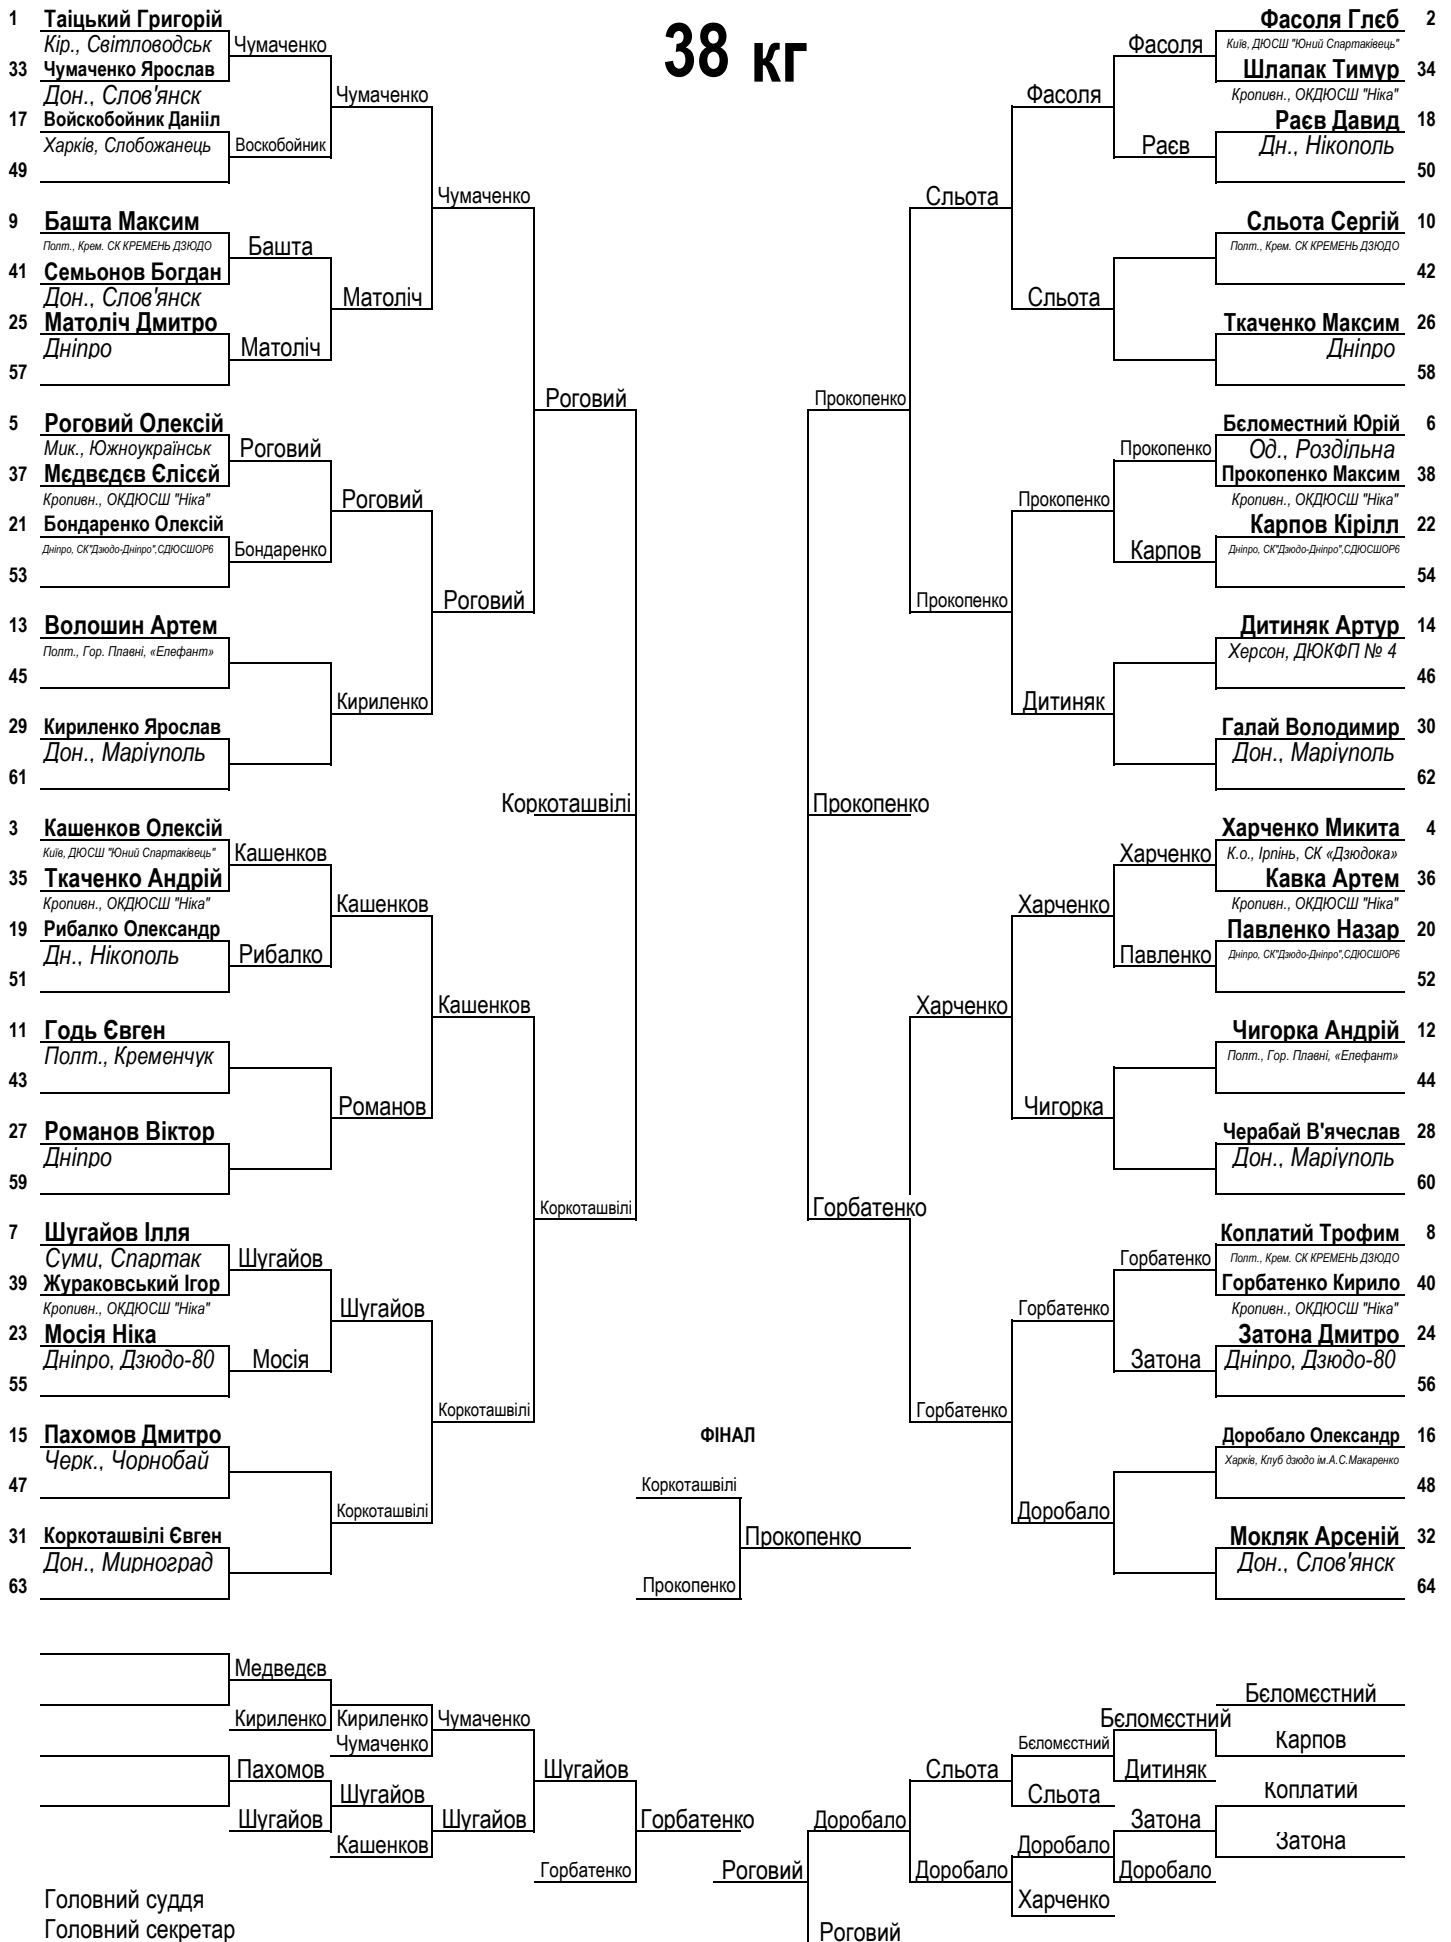 38 кг
1 Таіцький Григорій
Кір., Світловодськ
33 Чумаченко Ярослав
Дон., Слов'янск
17 Войскобойник Данііл
Харків, Слобожанець
49
9 Башта Максим
Полт., Крем. СК КРЕМЕНЬ ДЗЮДО
41 Семьонов Богдан
Дон., Слов'янск
25 Матоліч Дмитро
Дніпро
57
5 Роговий Олексій
Мик., Южноукраїнськ
37 Мєдвєдєв Єлісєй
Кропивн., ОКДЮСШ "Ніка"
21 Бондаренко Олексій
Дніпро, СК"Дзюдо-Дніпро",СДЮСШОР6
53
13 Волошин Артем
Полт., Гор. Плавні, «Елефант»
45
29 Кириленко Ярослав
Дон., Маріуполь
61
3 Кашенков Олексій
Київ, ДЮСШ "Юний Спартаківець"
35 Ткаченко Андрій
Кропивн., ОКДЮСШ "Ніка"
19 Рибалко Олександр
Дн., Нікополь
51
11 Годь Євген
Полт., Кременчук
43
27 Романов Віктор
Дніпро
59
7 Шугайов Ілля
Суми, Спартак
39 Жураковський Ігор
Кропивн., ОКДЮСШ "Ніка"
23 Мосія Ніка
Дніпро, Дзюдо-80
55
15 Пахомов Дмитро
Черк., Чорнобай
47
31 Коркоташвілі Євген
Дон., Мирноград
63
Чумаченко
Воскобойник
Башта
Матоліч
Роговий
Бондаренко
Кашенков
Рибалко
Шугайов
Мосія
Чумаченко
Матоліч
Роговий
Кириленко
Кашенков
Романов
Шугайов
Коркоташвілі
Чумаченко
Роговий
Кашенков
Коркоташвілі
Роговий
Коркоташвілі
Коркоташвілі
Фасоля Глєб 2
Київ, ДЮСШ "Юний Спартаківець"
Шлапак Тимур 34
Кропивн., ОКДЮСШ "Ніка"
Раєв Давид 18
Дн., Нікополь
50
Сльота Сергій 10
Полт., Крем. СК КРЕМЕНЬ ДЗЮДО
42
Ткаченко Максим 26
Дніпро
58
Бєломестний Юрій 6
Од., Роздільна
Прокопенко Максим 38
Кропивн., ОКДЮСШ "Ніка"
Карпов Кірілл 22
Дніпро, СК"Дзюдо-Дніпро",СДЮСШОР6
54
Дитиняк Артур 14
Херсон, ДЮКФП № 4
46
Галай Володимир 30
Дон., Маріуполь
62
Харченко Микита 4
К.о., Ірпінь, СК «Дзюдока»
Кавка Артем 36
Кропивн., ОКДЮСШ "Ніка"
Павленко Назар 20
Дніпро, СК"Дзюдо-Дніпро",СДЮСШОР6
52
Чигорка Андрій 12
Полт., Гор. Плавні, «Елефант»
44
Черабай В'ячеслав 28
Дон., Маріуполь
60
Коплатий Трофим 8
Полт., Крем. СК КРЕМЕНЬ ДЗЮДО
Горбатенко Кирило 40
Кропивн., ОКДЮСШ "Ніка"
Затона Дмитро 24
Дніпро, Дзюдо-80
56
Доробало Олександр 16
Харків, Клуб дзюдо ім.А.С.Макаренко
48
Мокляк Арсеній 32
Дон., Слов'янск
64
Фасоля
Раєв
Прокопенко
Карпов
Харченко
Павленко
Горбатенко
Затона
Фасоля
Сльота
Прокопенко
Дитиняк
Харченко
Чигорка
Горбатенко
Доробало
Сльота
Прокопенко
Харченко
Горбатенко
Прокопенко
Горбатенко
Прокопенко
ФІНАЛ
Коркоташвілі
Прокопенко
Прокопенко
Медведєв
Кириленко
Пахомов
Шугайов
Кириленко
Чумаченко
Шугайов
Кашенков
Чумаченко
Шугайов
Шугайов
Горбатенко
Горбатенко
Бєломєстний
Карпов
Коплатий
Затона
Бєломєстний
Дитиняк
Затона
Доробало
Бєломєстний
Сльота
Доробало
Харченко
Сльота
Доробало
Доробало
Роговий
Роговий
Головний суддя
Головний секретар